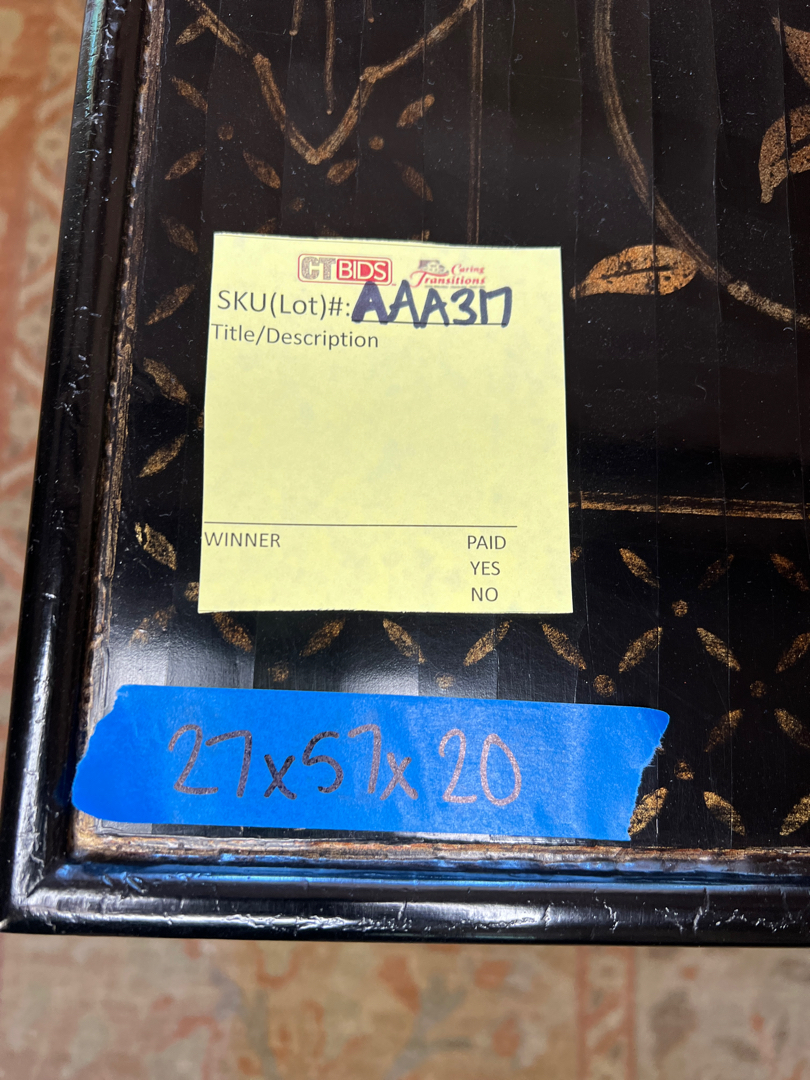 CTBIDS Caring Transitions
SKU(Lot)#: AAA317
Title/Description
WINNER PAID
YES
NO
27x57x20